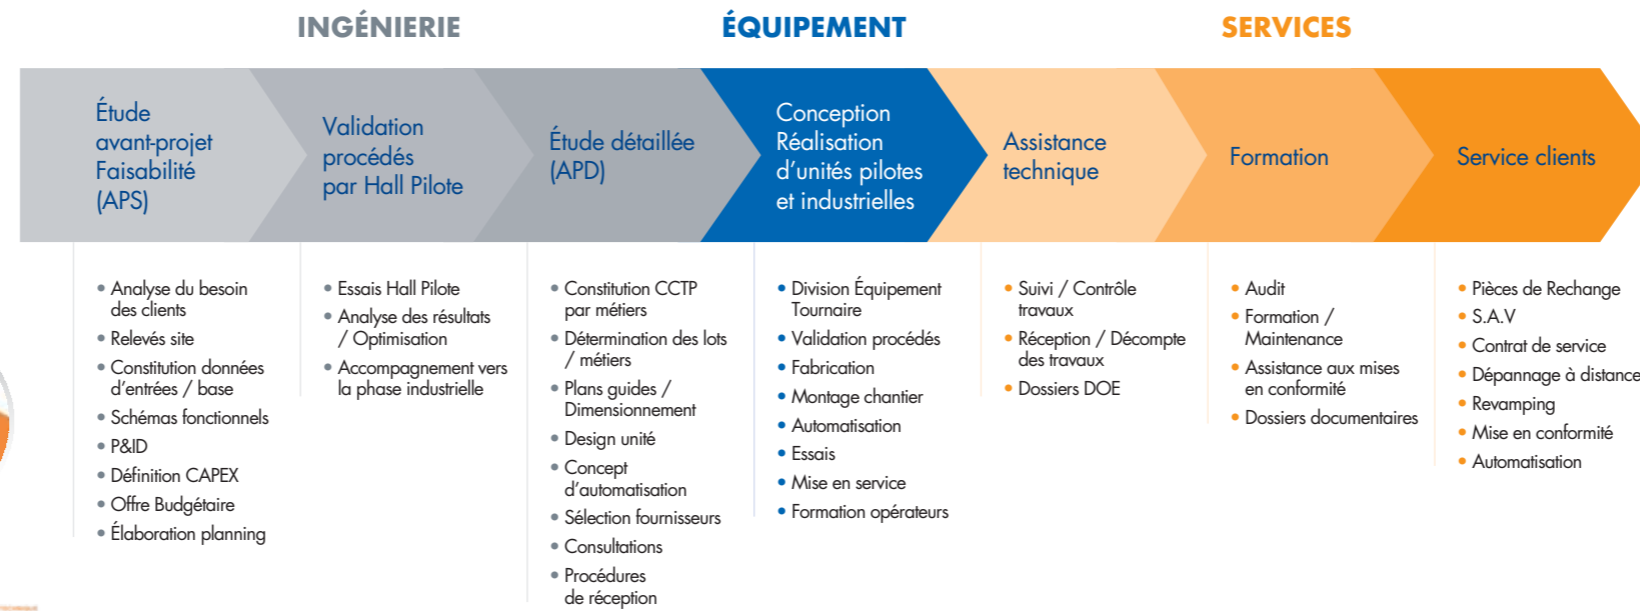 INGÉNIERIE
ÉQUIPEMENT
SERVICES
Étude
avant-projet
Faisabilité
(APS)
Validation
procédés
par Hall Pilote
Étude détaillée
(APD)
Conception
Réalisation
d'unités pilotes
et industrielles
Assistance
technique
Formation
Service clients
• Analyse du besoin
des clients
• Relevés site
• Constitution données
d'entrées / base
• Schémas fonctionnels
• P&ID
• Définition CAPEX
• Offre Budgétaire
• Élaboration planning
• Essais Hall Pilote
• Analyse des résultats
/ Optimisation
• Accompagnement vers
la phase industrielle
• Constitution CCTP
par métiers
• Détermination des lots
/ métiers
• Plans guides /
Dimensionnement
• Design unité
• Concept
d'automatisation
• Sélection fournisseurs
• Consultations
• Procédures
de réception
• Division Équipement
Tournaire
• Validation procédés
• Fabrication
• Montage chantier
• Automatisation
• Essais
• Mise en service
• Formation opérateurs
• Suivi / Contrôle
travaux
• Réception / Décompte
des travaux
• Dossiers DOE
• Audit
• Formation /
Maintenance
• Assistance aux mises
en conformité
• Dossiers documentaires
• Pièces de Rechange
• S.A.V
• Contrat de service
• Dépannage à distance
• Revamping
• Mise en conformité
• Automatisation